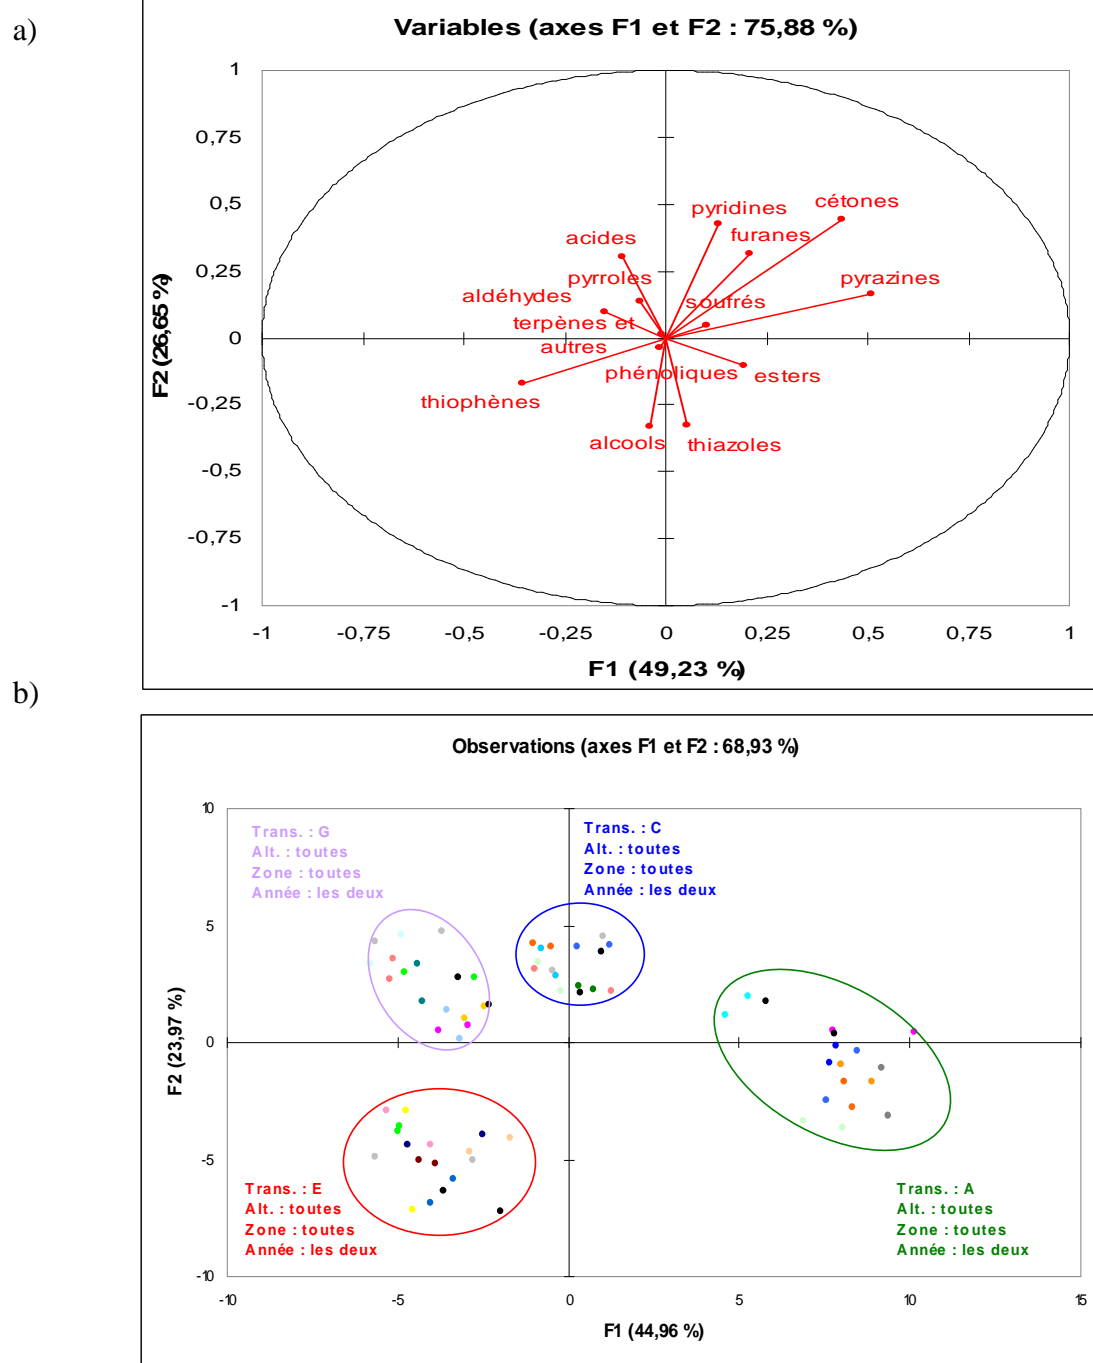 a)
Variables (axes F1 et F2 : 75,88 %)
1
0,75
0,5
0,25
0
-0,25
-0,5
-0,75
-1
F2 (26,65 %)
pyridines
cétones
acides
furanes
pyrroles
pyrazines
aldéhydes
soufrés
terpènes et
autres
phénoliques
esters
thiophènes
alcools
thiazoles
-1
-0,75
-0,5
-0,25
0
0,25
0,5
0,75
1
F1 (49,23 %)
b)
Observations (axes F1 et F2 : 68,93 %)
10
5
0
-5
-10
F2 (23,97 %)
Trans. : G
Alt. : toutes
Zone : toutes
Année : les deux
Trans. : C
Alt. : toutes
Zone : toutes
Année : les deux
Trans. : E
Alt. : toutes
Zone : toutes
Année : les deux
Trans. : A
Alt. : toutes
Zone : toutes
Année : les deux
-10
-5
0
5
10
15
F1 (44,96 %)